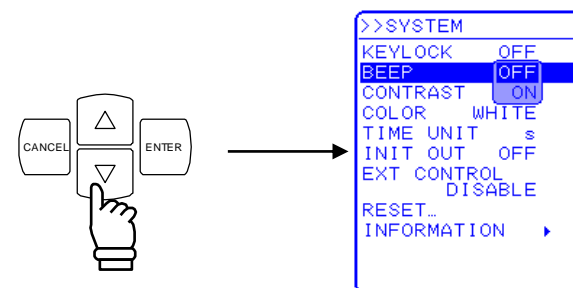 CANCEL
ENTER
>>SYSTEM
KEYLOCK OFF
BEEP OFF
CONTRAST ON
COLOR WHITE
TIME UNIT s
INIT OUT OFF
EXT CONTROL
DISABLE
RESET…
INFORMATION